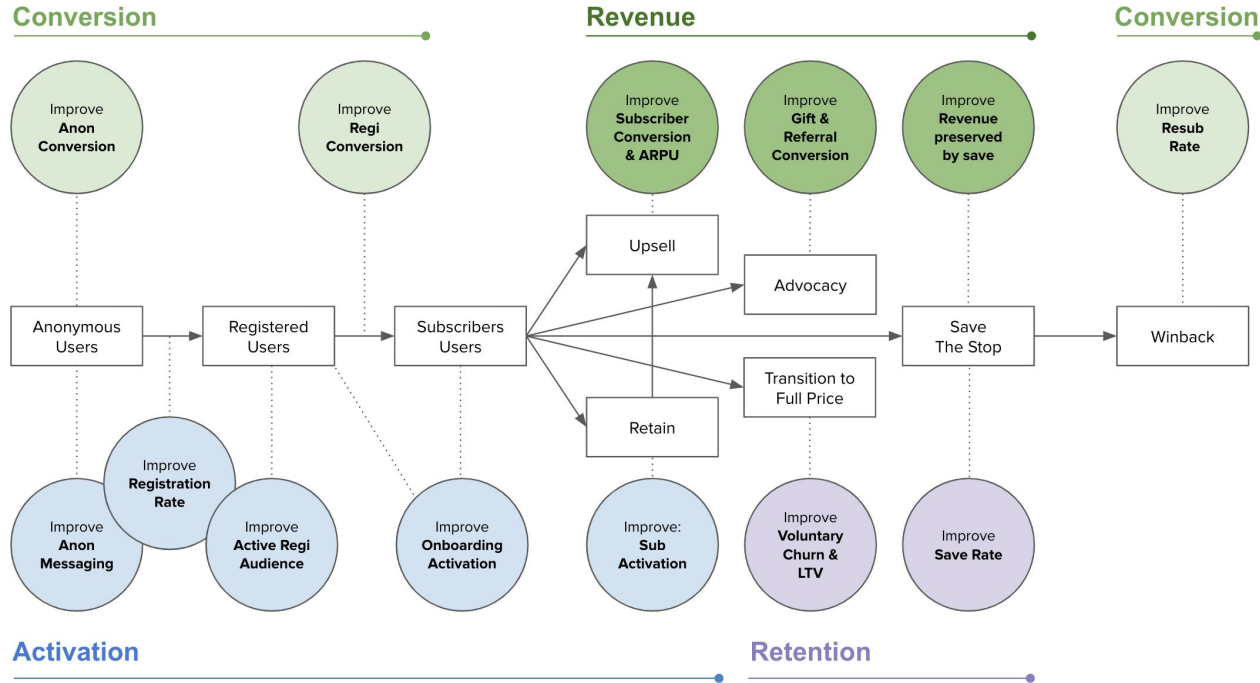 Conversion
Revenue
Conversion
Improve
Anon
Conversion
Improve
Regi
Conversion
Improve
Subscriber
Conversion
& ARPU
Improve
Gift &
Referral
Conversion
Improve
Revenue
preserved
by save
Improve
Resub
Rate
Upsell
Advocacy
Anonymous
Users
Registered
Users
Subscribers
Users
Save
The Stop
Winback
Transition to
Full Price
Retain
Improve
Registration
Rate
Improve
Anon
Messaging
Improve
Active Regi
Audience
Improve
Onboarding
Activation
Improve:
Sub
Activation
Improve
Voluntary
Churn &
LTV
Improve
Save Rate
Activation
Retention